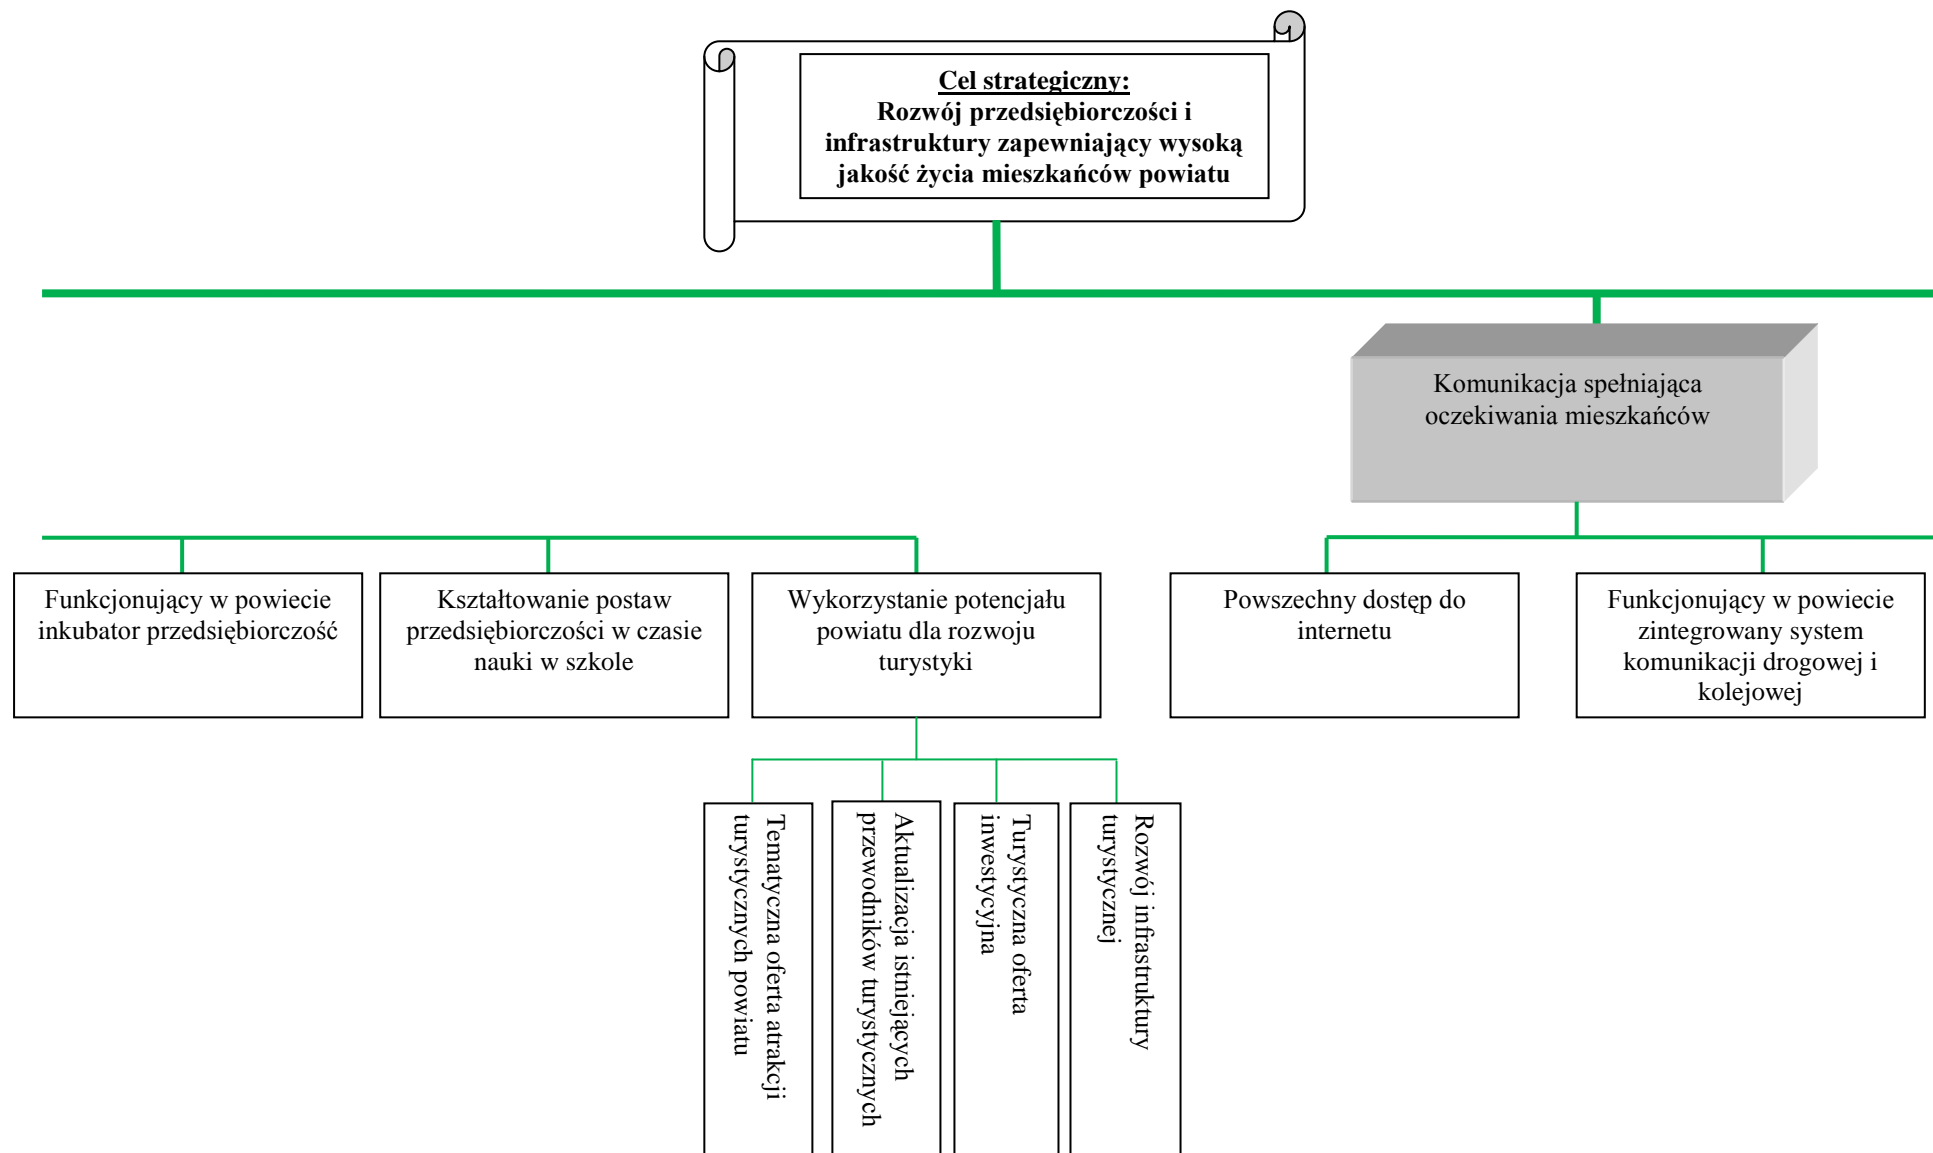 Cel strategiczny:
Rozwój przedsiębiorczości i
infrastruktury zapewniający wysoką
jakość życia mieszkańców powiatu
Komunikacja spełniająca
oczekiwania mieszkańców
Funkcjonujący w powiecie
inkubator przedsiębiorczość
Kształtowanie postaw
przedsiębiorczości w czasie
nauki w szkole
Wykorzystanie potencjału
powiatu dla rozwoju
turystyki
Powszechny dostęp do
internetu
Funkcjonujący w powiecie
zintegrowany system
komunikacji drogowej i
kolejowej
Tematyczna oferta atrakcji
turystycznych powiatu
Aktualizacja istniejących
przewodników turystycznych
Turystyczna oferta
inwestycyjna
Rozwój infrastruktury
turystycznej